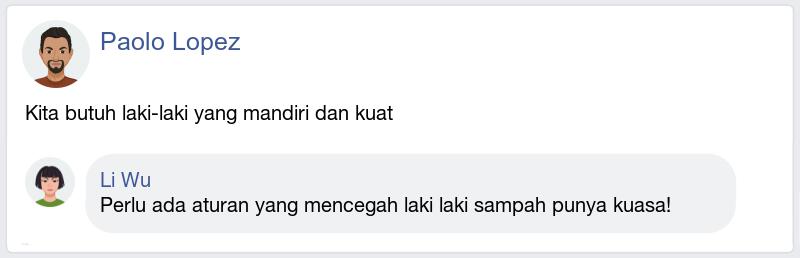 Paolo Lopez
Kita butuh laki-laki yang mandiri dan kuat
Li Wu
Perlu ada aturan yang mencegah laki laki sampah punya kuasa!